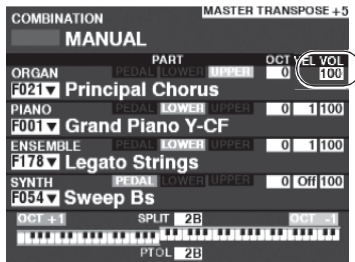 COMBINATION MASTER TRANSPOSE +5
MANUAL
PART OCT VEL VOL
ORGAN PEDAL LOWER UPPER 0 100
F021▼ Principal Chorus
PIANO PEDAL LOWER UPPER 0 1 100
F001▼ Grand Piano Y-CF
ENSEMBLE PEDAL LOWER UPPER 0 1 100
F178▼ Legato Strings
SYNTH PEDAL LOWER UPPER 0 Off 100
F054▼ Sweep Bs
OCT +1 SPLIT 2B OCT -1
PTOL 2B